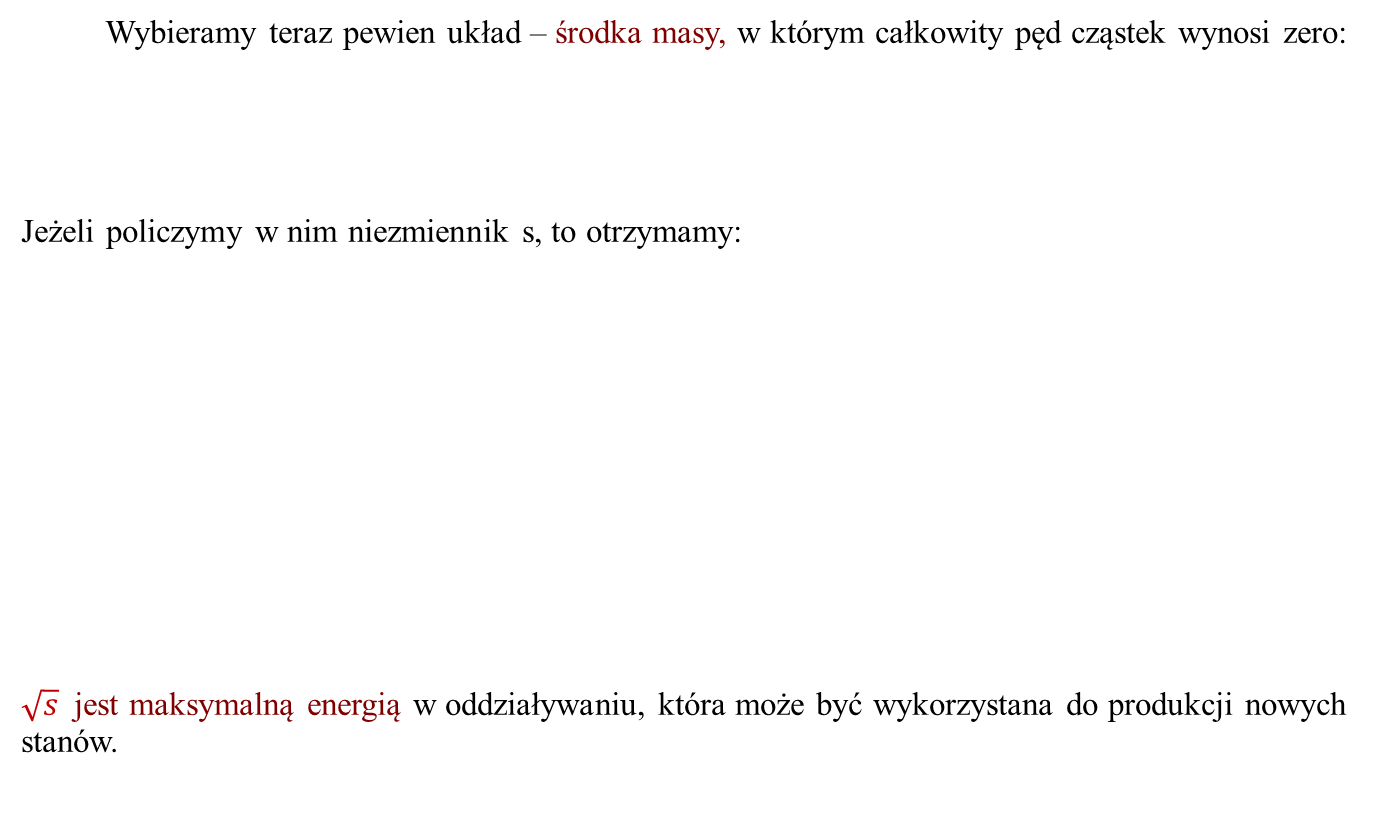 Wybieramy teraz pewien układ – środka masy, w którym całkowity pęd cząstek wynosi zero:
Jeżeli policzymy w nim niezmiennik s, to otrzymamy:
√s jest maksymalną energią w oddziaływaniu, która może być wykorzystana do produkcji nowych
stanów.